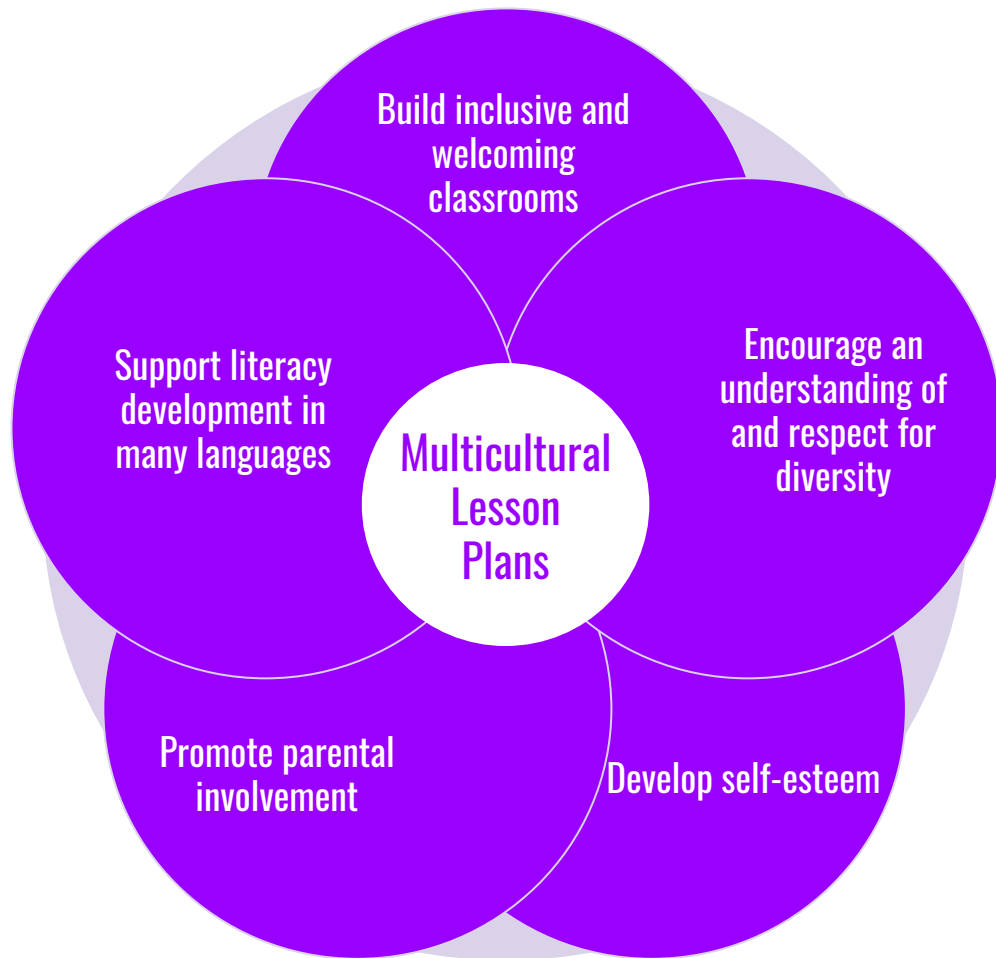 Build inclusive and
welcoming
classrooms
Encourage an
understanding of
and respect for
diversity
Support literacy
development in
many languages
Multicultural
Lesson
Plans
Promote parental
involvement
Develop self-esteem